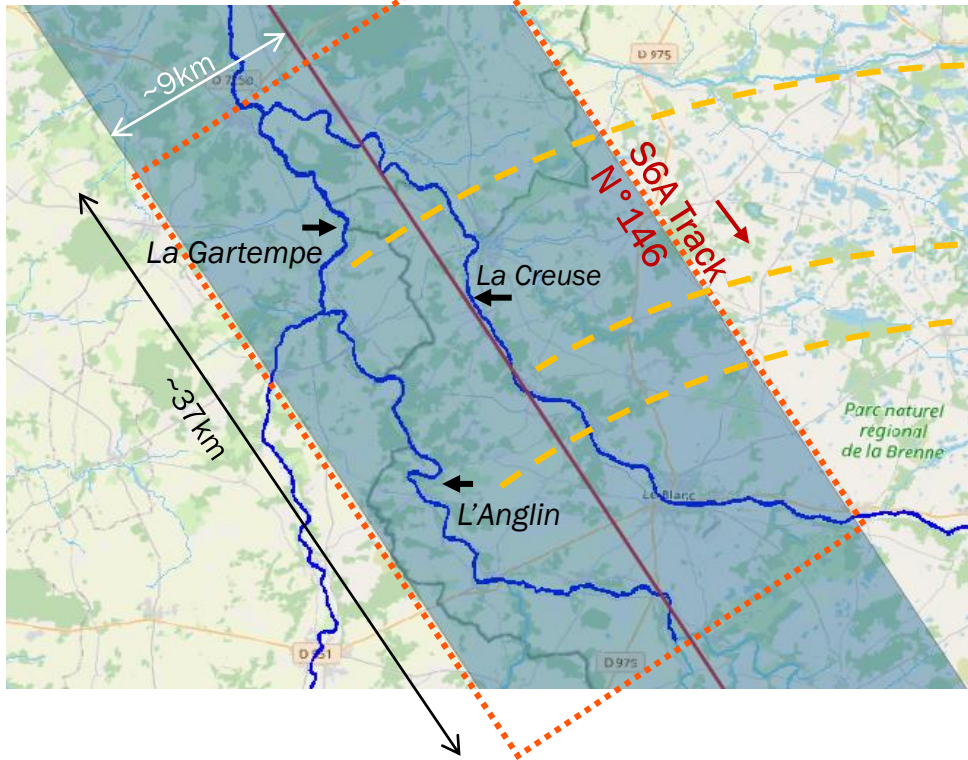 ~9km
D 975
S6A Track
N°146
La Gartempe
La Creuse
~37km
Parc naturel
régional
de la Brenne
Le Blanc
L'Anglin
D 975